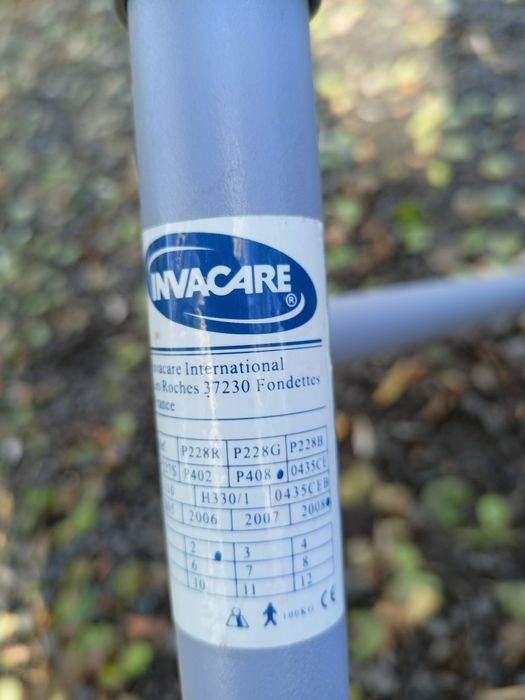 INVACARE®
Invacare International
Roches 37230 Fondettes
France
P228R P228G P228B
P402 P408 0435CE
H330/1 0435CEB
2006 2007 2008
2 3 4
6 7 8
10 11 12
100KG CE